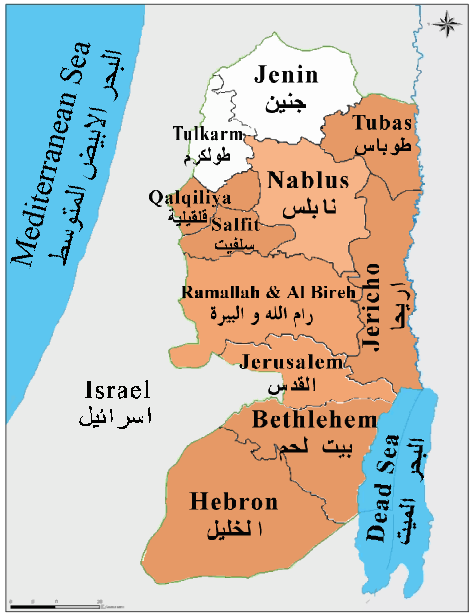 Mediterranean Sea
البحر الابيض المتوسط
Jenin
جنين
Tulkarm
طولكرم
Tubas
طوباس
Nablus
نابلس
Qalqiliya
قلقيلية
Salfit
سلفيت
Ramallah & Al Bireh
رام الله و البيرة
Jericho
اريحا
Jerusalem
القدس
Israel
اسرائيل
Bethlehem
بيت لحم
Hebron
الخليل
Dead Sea
البحر الميت